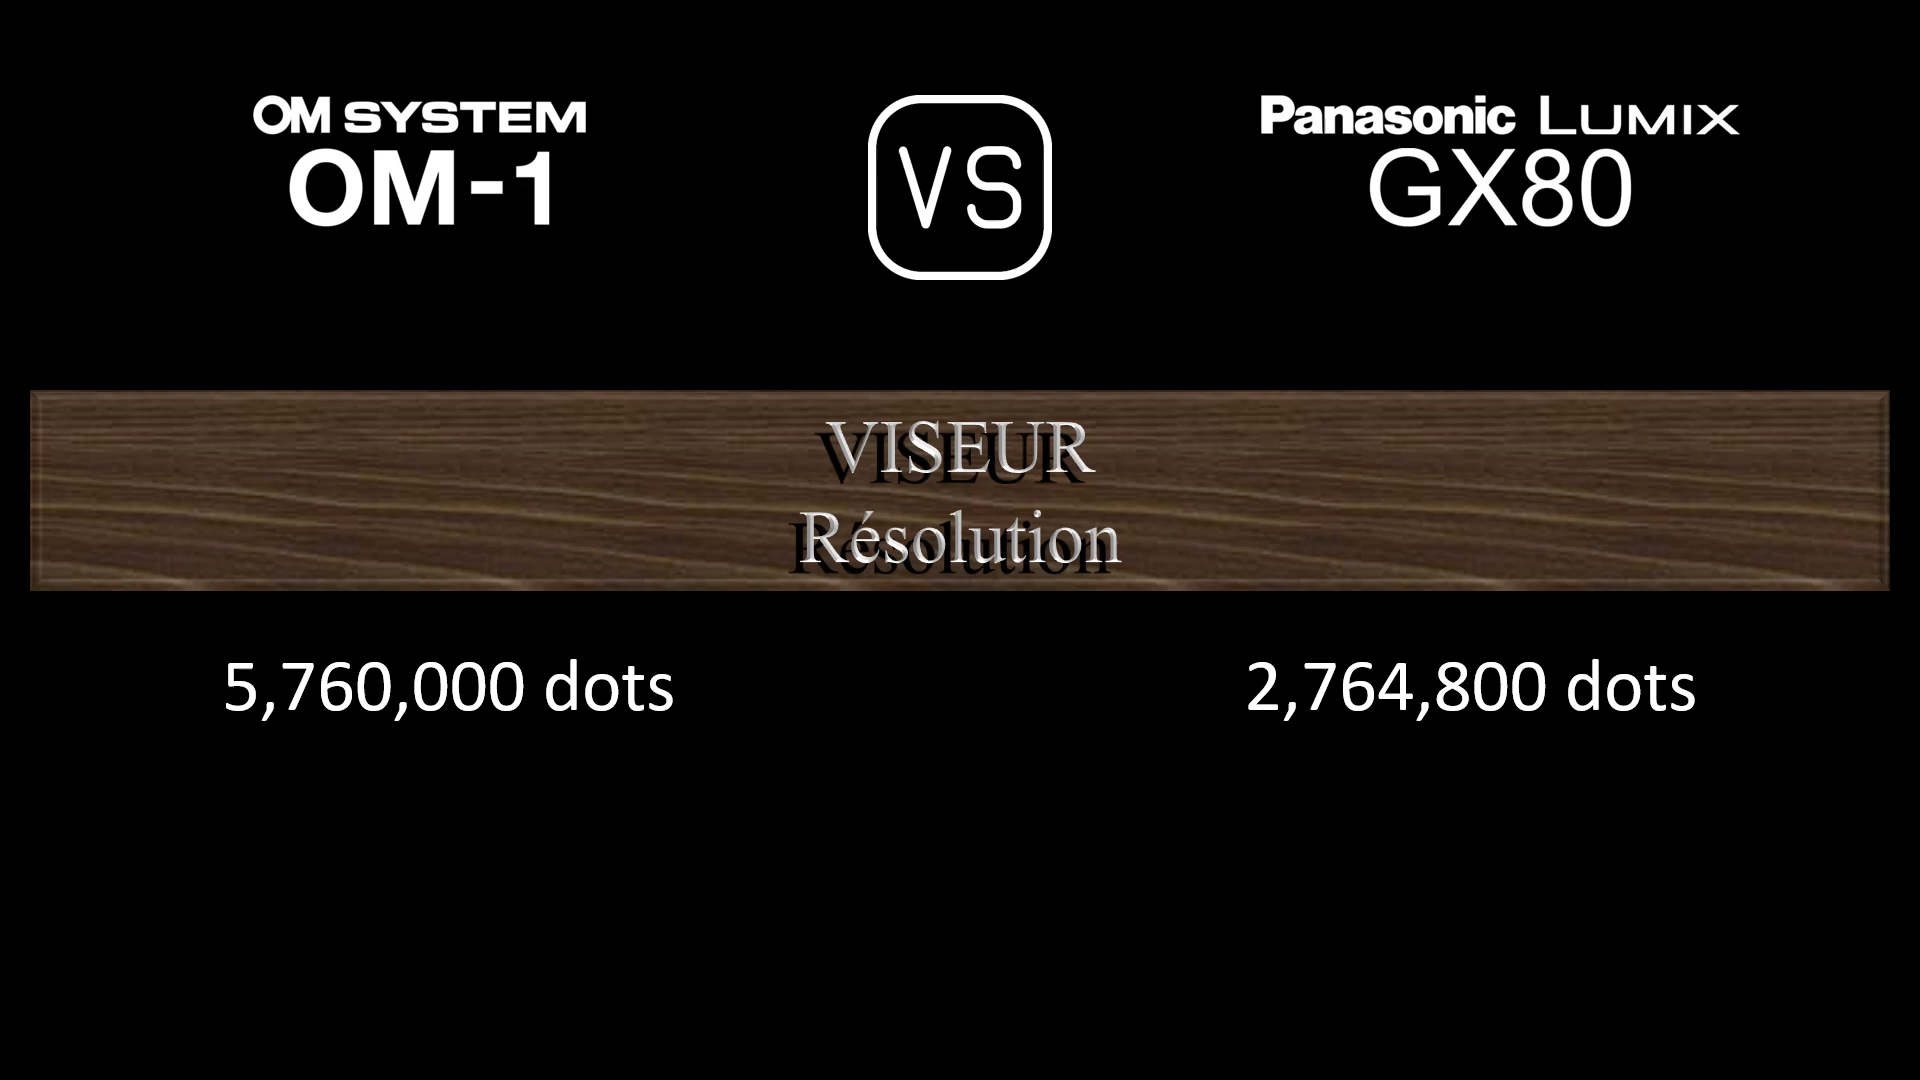 OM SYSTEM
OM-1
VS
Panasonic LUMIX
GX80
VISEUR
Résolution
5,760,000 dots
2,764,800 dots